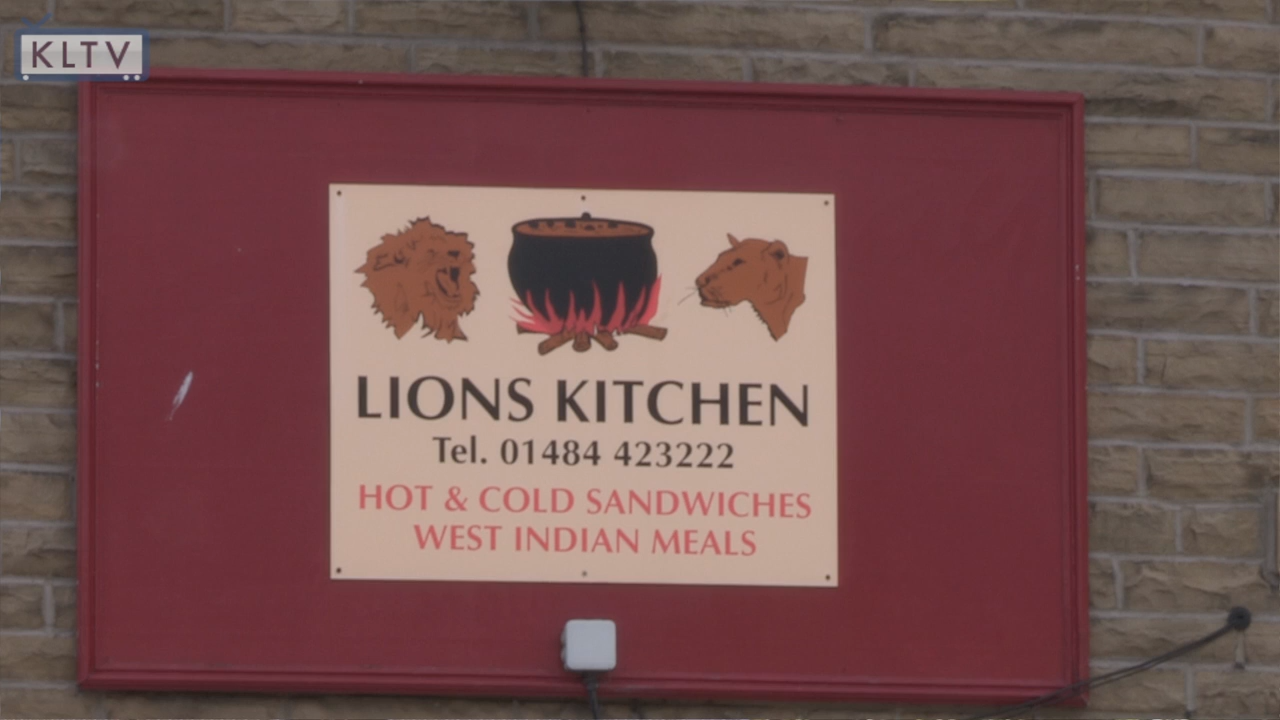 KLTV
LIONS KITCHEN
Tel. 01484 423222
HOT & COLD SANDWICHES
WEST INDIAN MEALS